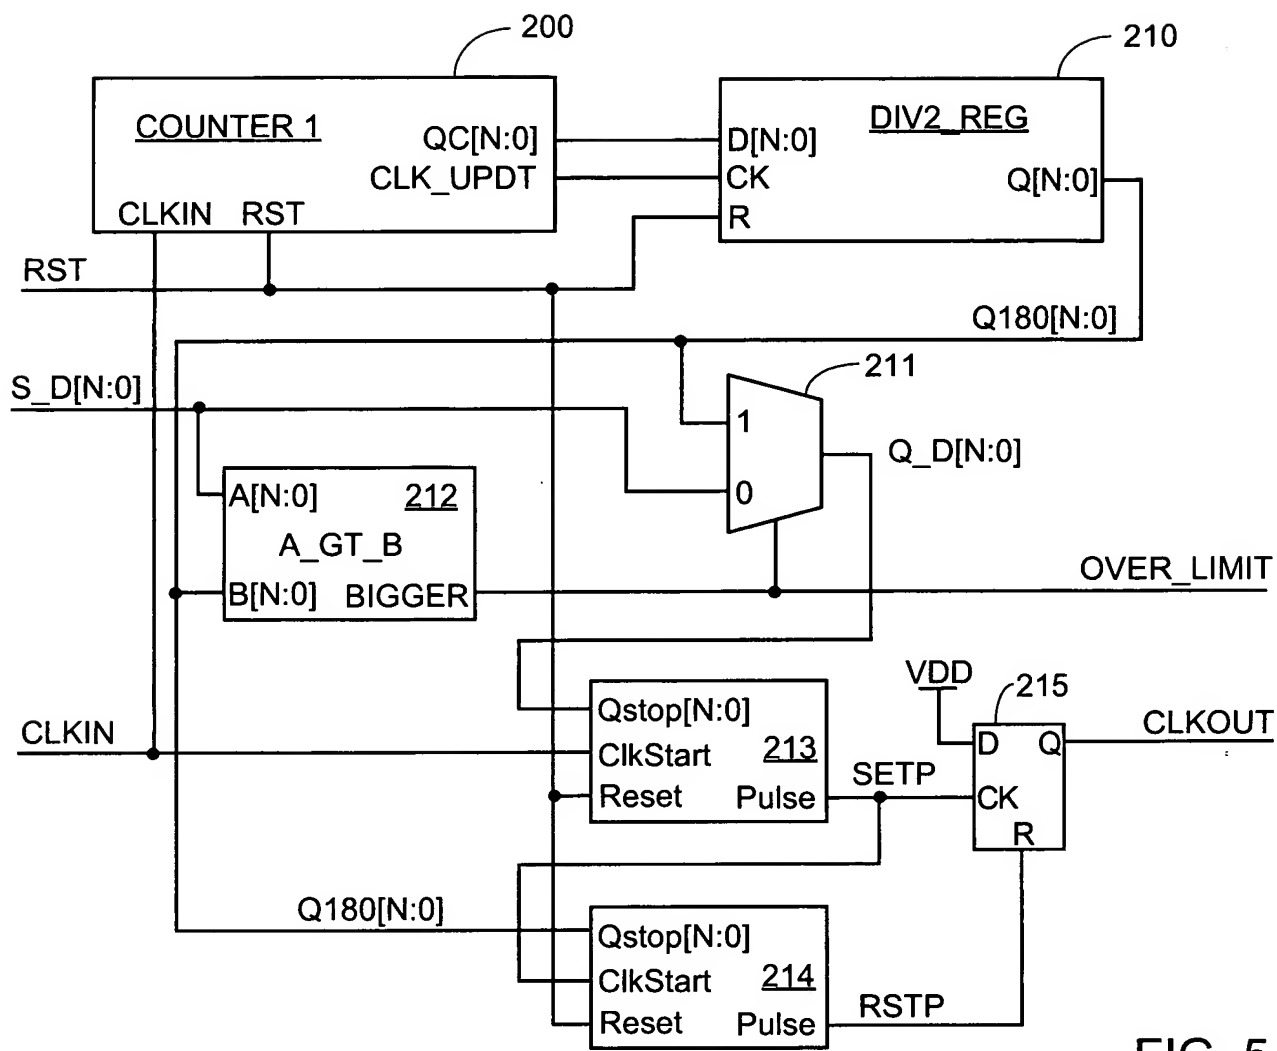 200
210
COUNTER 1
QC[N:0]
CLK_UPDT
CLKIN
RST
DIV2_REG
D[N:0]
CK
R
Q[N:0]
RST
Q180[N:0]
S_D[N:0]
211
1
0
Q_D[N:0]
A[N:0]
212
A_GT_B
B[N:0]
BIGGER
OVER_LIMIT
VDD
215
CLKIN
Qstop[N:0]
ClkStart
213
Reset
Pulse
SETP
D
Q
CK
R
CLKOUT
Q180[N:0]
Qstop[N:0]
ClkStart
214
Reset
Pulse
RSTP
FIG. 5